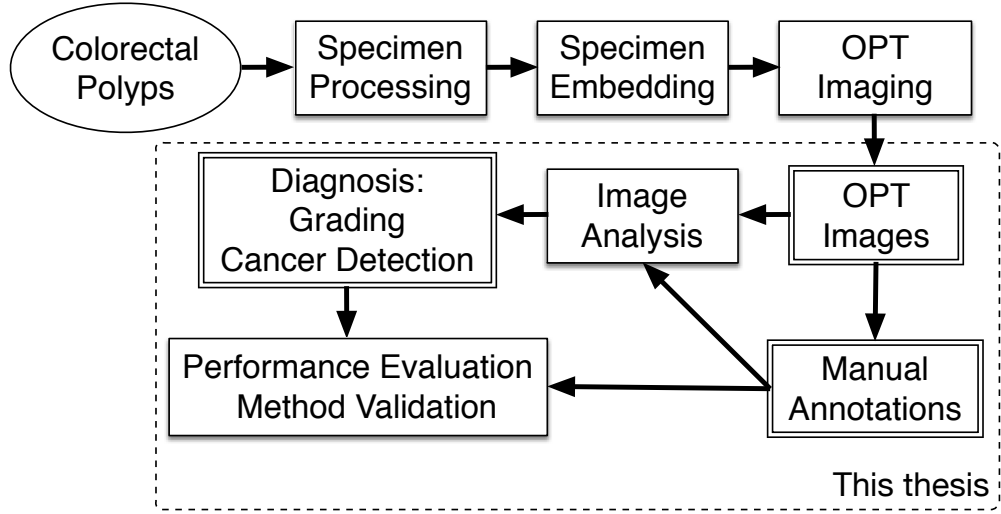 Colorectal
Polyps
Specimen
Processing
Specimen
Embedding
OPT
Imaging
Diagnosis:
Grading
Cancer Detection
Image
Analysis
OPT
Images
Performance Evaluation
Method Validation
Manual
Annotations
This thesis